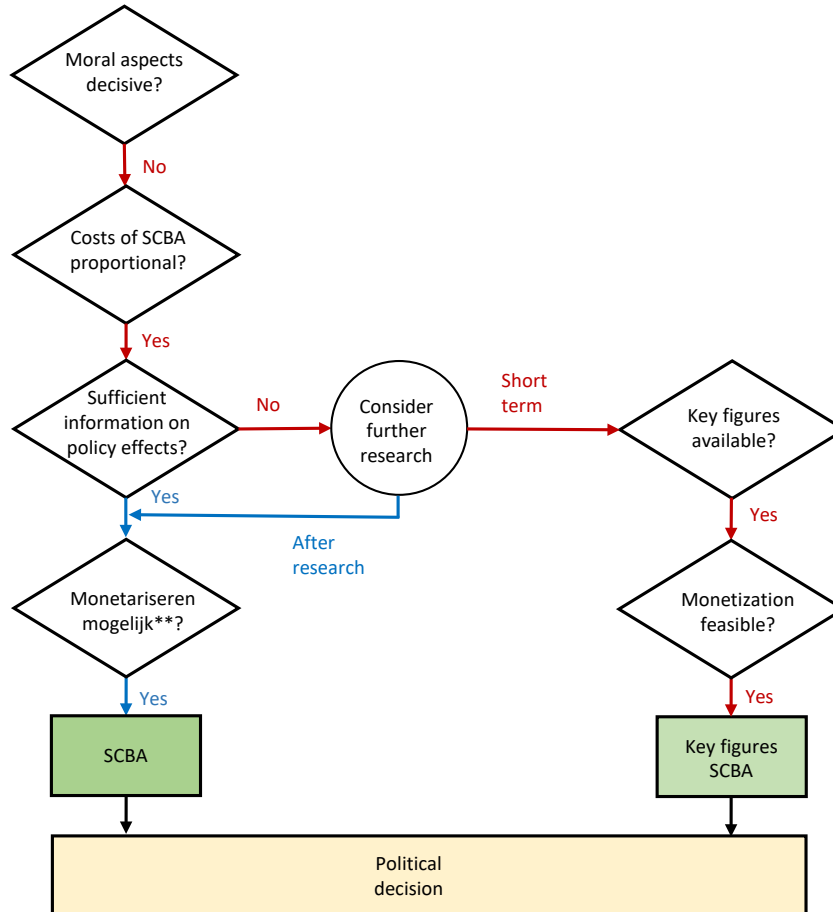 Moral aspects
decisive?
No
Costs of SCBA
proportional?
Yes
Sufficient
information on
policy effects?
No
Consider
further
research
Short
term
Key figures
available?
Yes
After
research
Yes
Monetariseren
mogelijk**?
Monetization
feasible?
Yes
Yes
SCBA
Key figures
SCBA
Political
decision